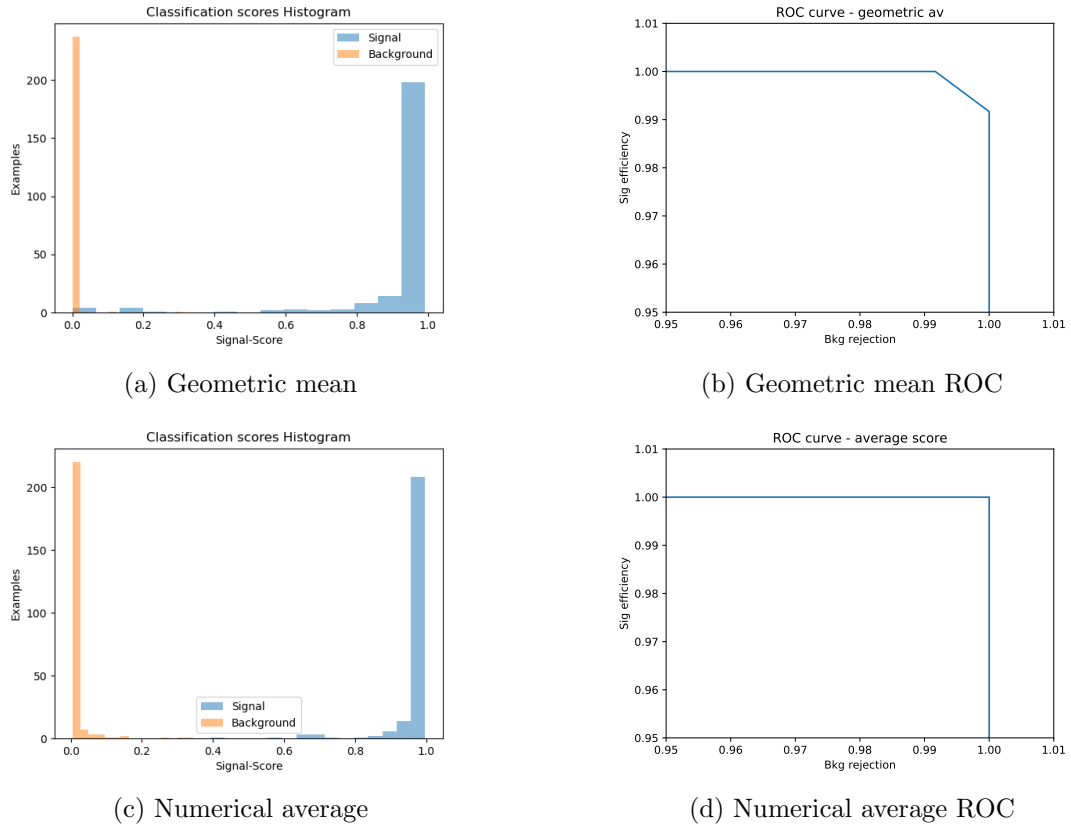 Classification scores Histogram
Signal
Background
Examples
200
150
100
50
0
0.0 0.2 0.4 0.6 0.8 1.0
Signal-Score
(a) Geometric mean
ROC curve - geometric av
Sig efficiency
1.01
1.00
0.99
0.98
0.97
0.96
0.95
0.95 0.96 0.97 0.98 0.99 1.00 1.01
Bkg rejection
(b) Geometric mean ROC
Classification scores Histogram
Examples
200
150
100
50
0
Signal
Background
0.0 0.2 0.4 0.6 0.8 1.0
Signal-Score
(c) Numerical average
ROC curve - average score
Sig efficiency
1.01
1.00
0.99
0.98
0.97
0.96
0.95
0.95 0.96 0.97 0.98 0.99 1.00 1.01
Bkg rejection
(d) Numerical average ROC